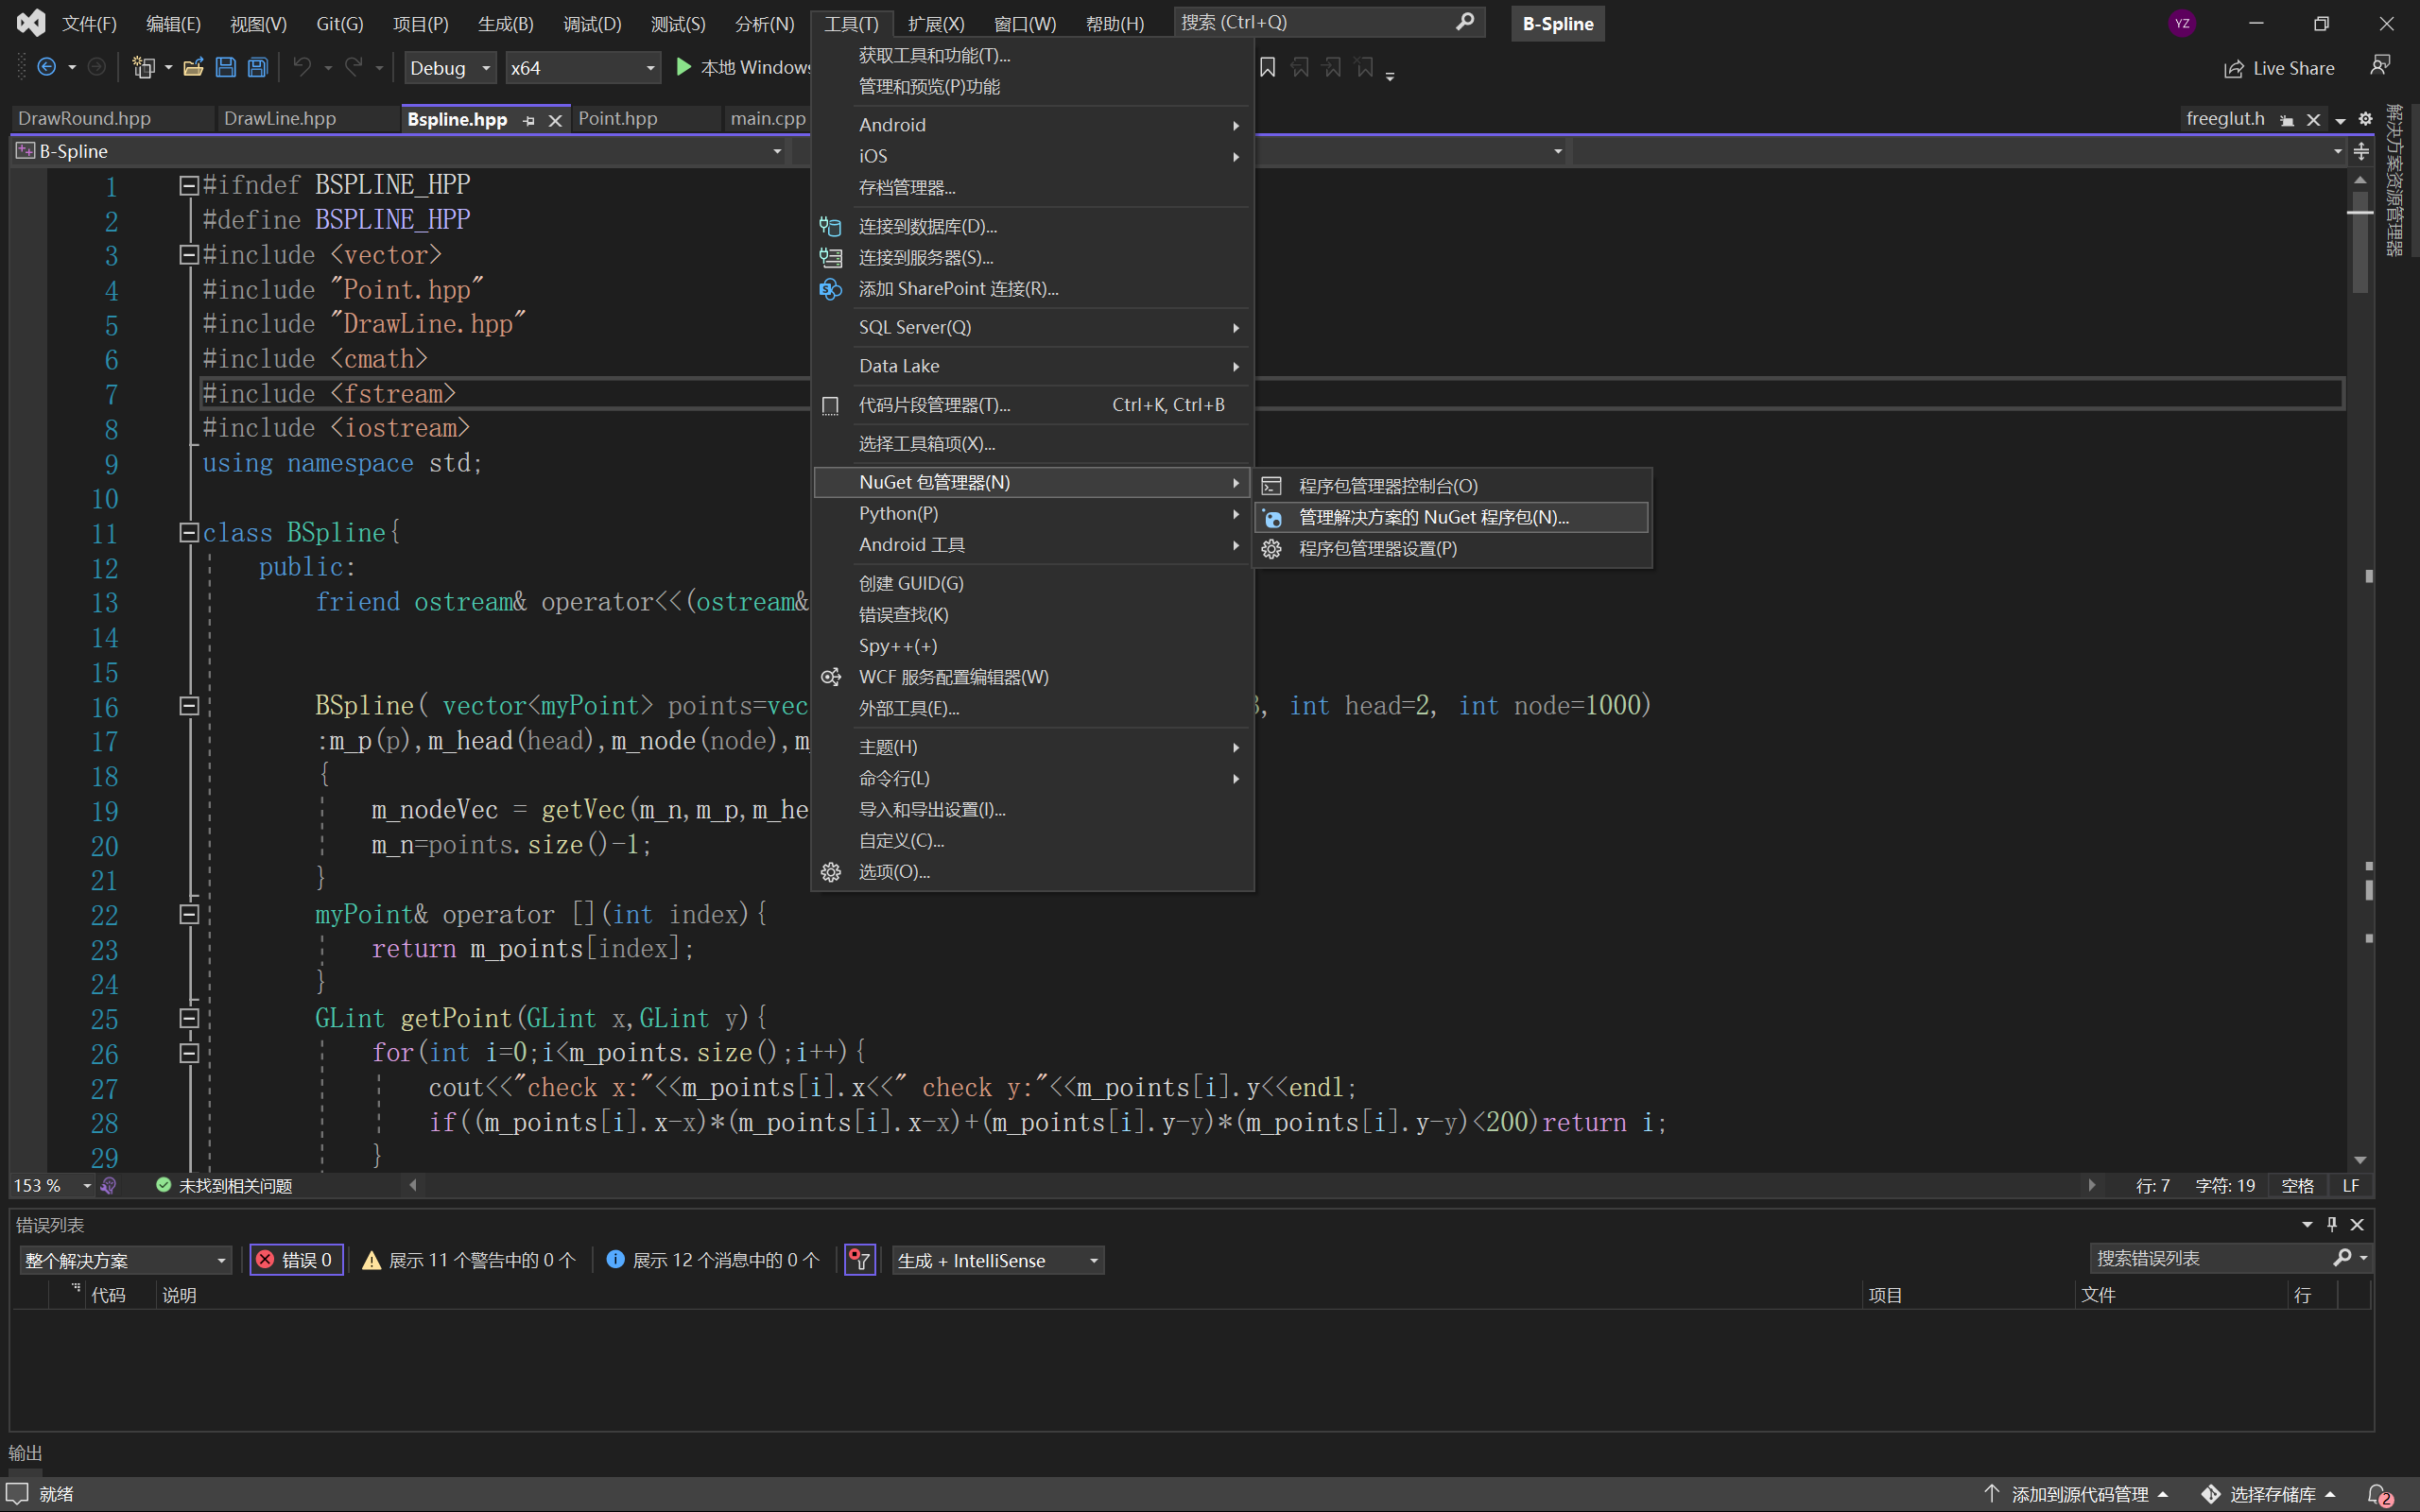 文件(F) 编辑(E) 视图(V) Git(G) 项目(P) 生成(B) 调试(D) 测试(S) 分析(N) 工具(T) 扩展(X) 窗口(W) 帮助(H) 搜索 (Ctrl+Q) B-Spline YZ
Debug x64 本地 Windows Live Share
DrawRound.hpp DrawLine.hpp Bspline.hpp Point.hpp main.cpp freeglut.h
B-Spline
解决方案资源管理器
1 #ifndef BSPLINE_HPP
2 #define BSPLINE_HPP
3 #include <vector>
4 #include "Point.hpp"
5 #include "DrawLine.hpp"
6 #include <cmath>
7 #include <fstream>
8 #include <iostream>
9 using namespace std;
10
11 class BSpline{
12 public:
13 friend ostream& operator<<(ostream&
14
15
16 BSpline( vector<myPoint> points=vec , int head=2, int node=1000)
17 :m_p(p),m_head(head),m_node(node),m_
18 {
19 m_nodeVec = getVec(m_n,m_p,m_he
20 m_n=points.size()-1;
21 }
22 myPoint& operator [](int index){
23 return m_points[index];
24 }
25 GLint getPoint(GLint x,GLint y){
26 for(int i=0;i<m_points.size();i++){
27 cout<<"check x:"<<m_points[i].x<<" check y:"<<m_points[i].y<<endl;
28 if((m_points[i].x-x)*(m_points[i].x-x)+(m_points[i].y-y)*(m_points[i].y-y)<200)return i;
29 }
获取工具和功能(T)...
管理和预览(P)功能
Android
iOS
存档管理器...
连接到数据库(D)...
连接到服务器(S)...
添加 SharePoint 连接(R)...
SQL Server(Q)
Data Lake
代码片段管理器(T)... Ctrl+K, Ctrl+B
选择工具箱项(X)...
NuGet 包管理器(N)
Python(P)
Android 工具
创建 GUID(G)
错误查找(K)
Spy++(+)
WCF 服务配置编辑器(W)
外部工具(E)...
主题(H)
命令行(L)
导入和导出设置(I)...
自定义(C)...
选项(O)...
程序包管理器控制台(O)
管理解决方案的 NuGet 程序包(N)...
程序包管理器设置(P)
153 % 未找到相关问题 行: 7 字符: 19 空格 LF
错误列表
整个解决方案 错误 0 展示 11 个警告中的 0 个 展示 12 个消息中的 0 个 生成 + IntelliSense 搜索错误列表
代码 说明 项目 文件 行
输出
就绪 添加到源代码管理 选择存储库 2